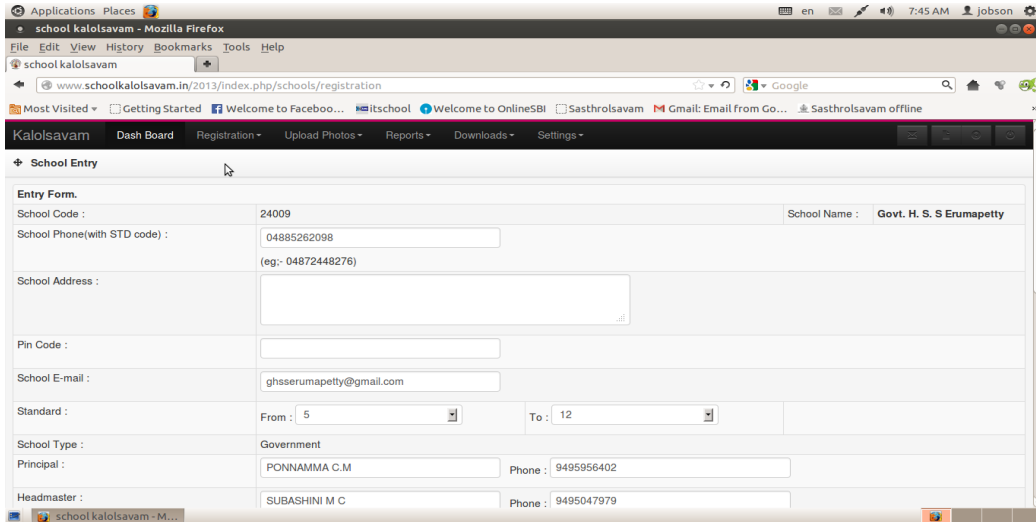 Applications Places en 7:45 AM jobson
school kalolsavam - Mozilla Firefox
File Edit View History Bookmarks Tools Help
school kalolsavam
www.schoolkalolsavam.in/2013/index.php/schools/registration Google
Most Visited Getting Started Welcome to Faceboo... itschool Welcome to OnlineSBI Sasthrolsavam Gmail: Email from Go... Sasthrolsavam offline
Kalolsavam Dash Board Registration Upload Photos Reports Downloads Settings
School Entry
Entry Form.
School Code : 24009 School Name : Govt. H. S. S Erumapetty
School Phone(with STD code) : 04885262098
(eg;- 04872448276)
School Address :
Pin Code :
School E-mail : ghsserumapetty@gmail.com
Standard : From : 5 To : 12
School Type : Government
Principal : PONNAMMA C.M Phone : 9495956402
Headmaster : SUBASHINI M C Phone : 9495047979
school kalolsavam - M...